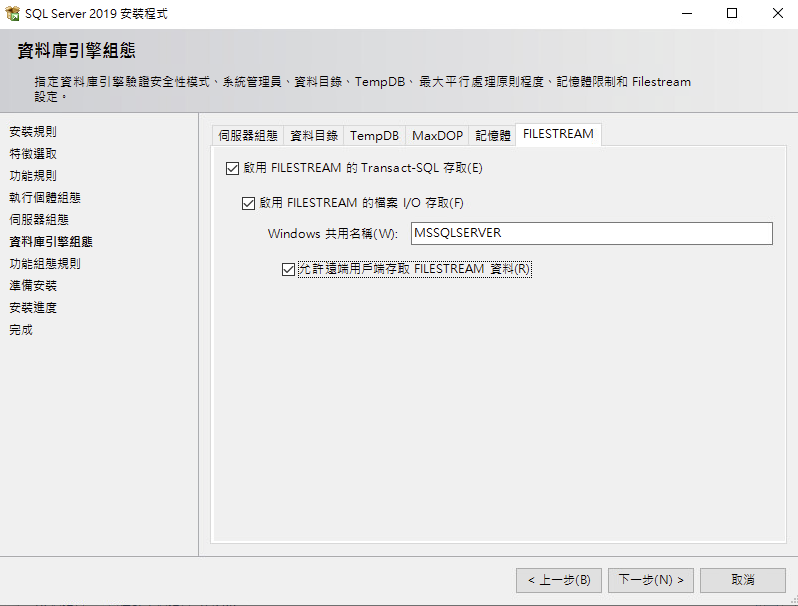 SQL Server 2019 安裝程式
資料庫引擎組態
指定資料庫引擎驗證安全性模式、系統管理員、資料目錄、TempDB、最大平行處理原則程度、記憶體限制和 Filestream
設定。
安裝規則
特徵選取
功能規則
執行個體組態
伺服器組態
資料庫引擎組態
功能組態規則
準備安裝
安裝進度
完成
伺服器組態 資料目錄 TempDB MaxDOP 記憶體 FILESTREAM
啟用 FILESTREAM 的 Transact-SQL 存取(E)
啟用 FILESTREAM 的檔案 I/O 存取(F)
Windows 共用名稱(W): MSSQLSERVER
允許遠端用戶端存取 FILESTREAM 資料(R)
< 上一步(B) 下一步(N) > 取消